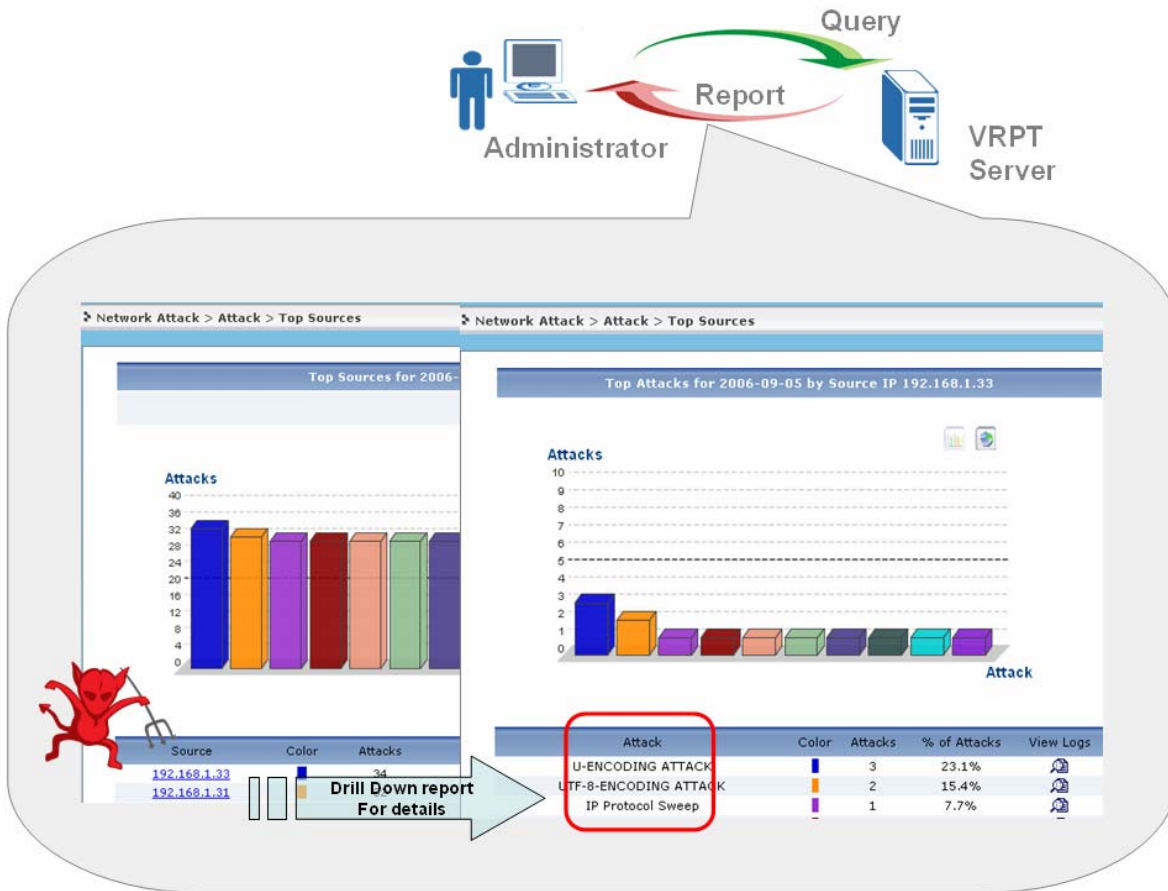 Query
Report
Administrator
VRPT
Server
Network Attack > Attack > Top Sources
Top Sources for 2006-
Attacks
40
36
32
28
24
20
16
12
8
4
0
Source Color Attacks
192.168.1.33 34
192.168.1.31
Drill Down report
For details
Network Attack > Attack > Top Sources
Top Attacks for 2006-09-05 by Source IP 192.168.1.33
Attacks
10
9
8
7
6
5
4
3
2
1
0
Attack
Attack Color Attacks % of Attacks View Logs
U-ENCODING ATTACK 3 23.1%
UTF-8-ENCODING ATTACK 2 15.4%
IP Protocol Sweep 1 7.7%